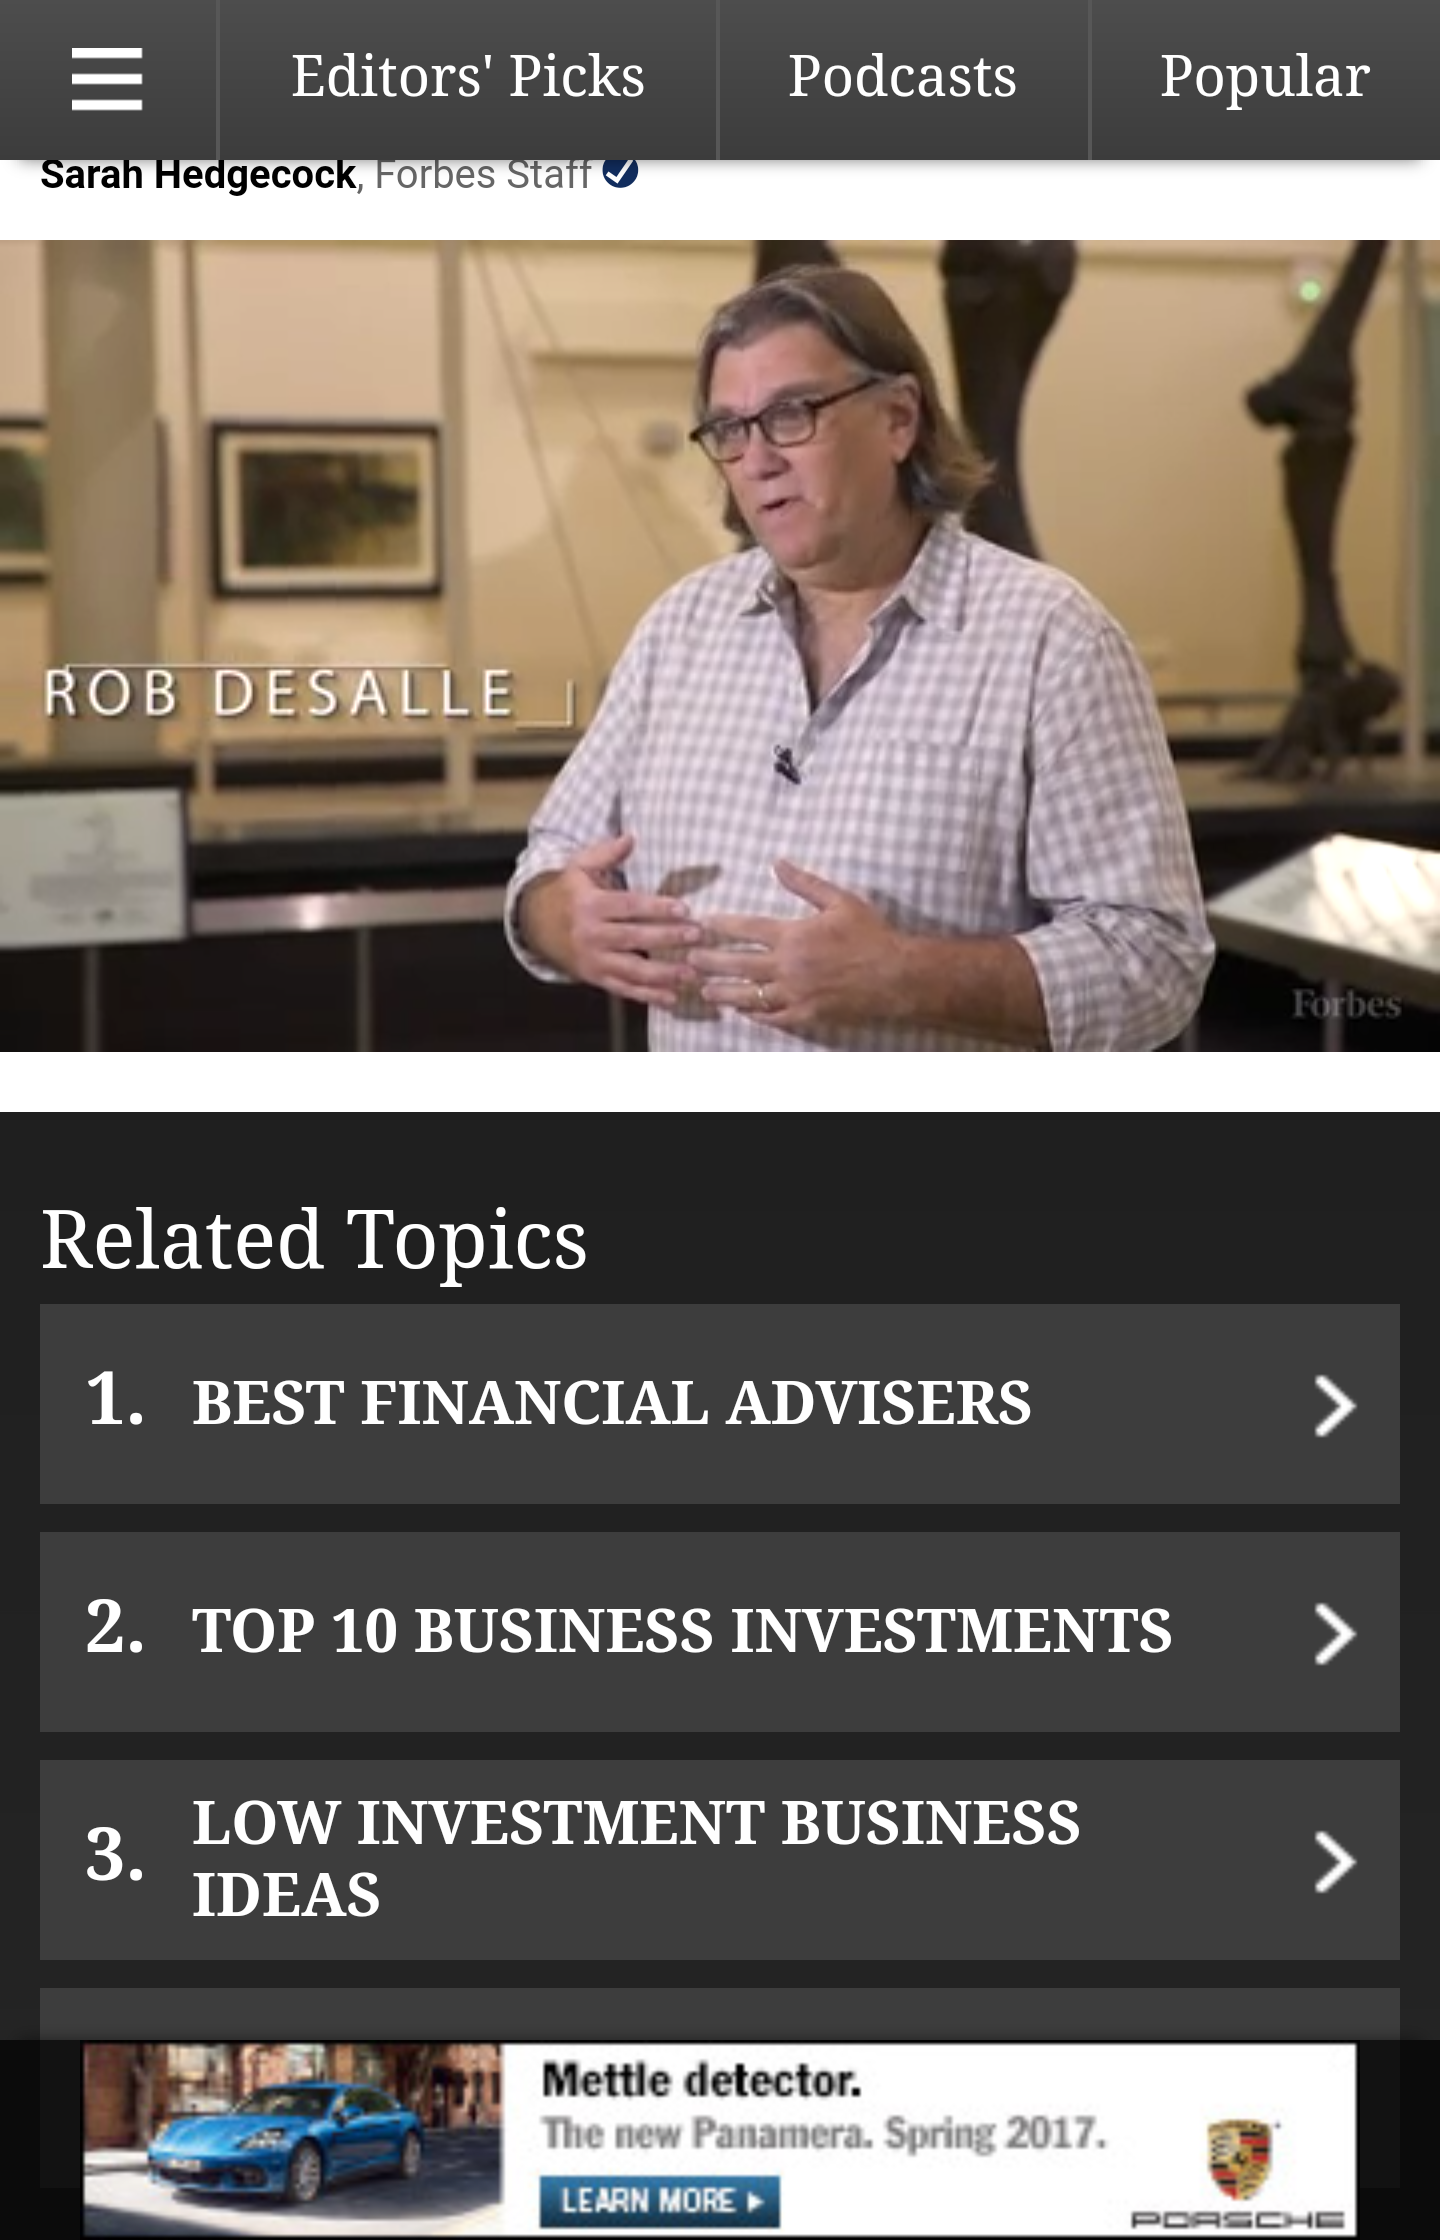 Editors' Picks
Podcasts
Popular
Sarah Hedgecock, Forbes Staff
ROB DESALLE
Forbes
Related Topics
1. BEST FINANCIAL ADVISERS
2. TOP 10 BUSINESS INVESTMENTS
3. LOW INVESTMENT BUSINESS
IDEAS
Mettle detector.
The new Panamera. Spring 2017.
LEARN MORE
PORSCHE